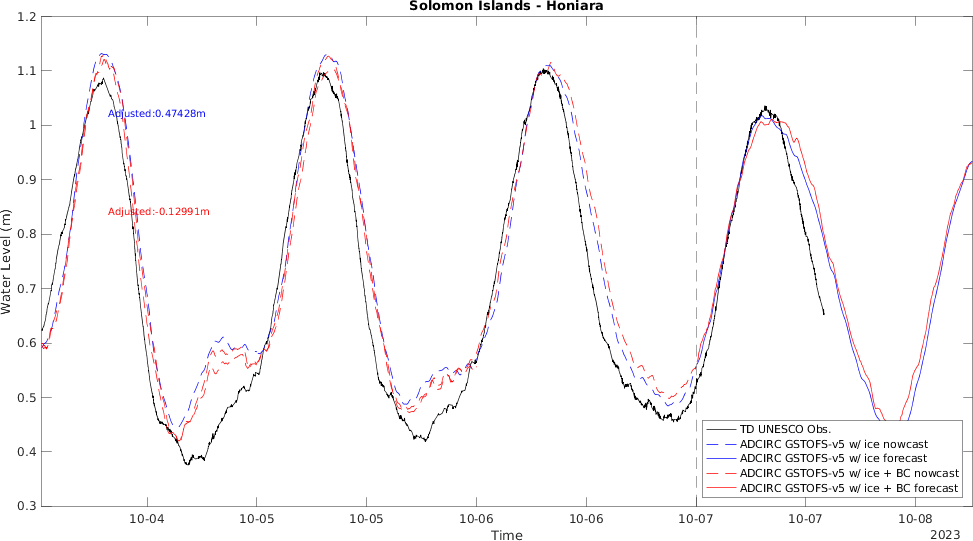 Solomon Islands - Honiara
1.2
1.1
1
0.9
0.8
0.7
0.6
0.5
0.4
0.3
Water Level (m)
Adjusted:0.47428m
Adjusted:-0.12991m
TD UNESCO Obs.
ADCIRC GSTOFS-v5 w/ ice nowcast
ADCIRC GSTOFS-v5 w/ ice forecast
ADCIRC GSTOFS-v5 w/ ice + BC nowcast
ADCIRC GSTOFS-v5 w/ ice + BC forecast
10-04 10-05 10-05 10-06 10-06 10-07 10-07 10-08
Time
2023